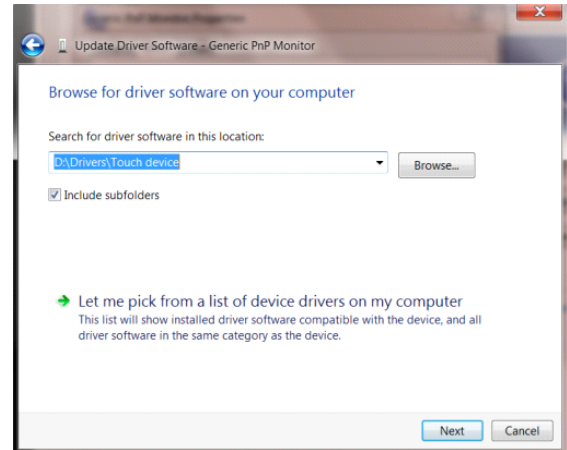 Update Driver Software - Generic PnP Monitor
Browse for driver software on your computer
Search for driver software in this location:
D:\Drivers\Touch device
Browse...
Include subfolders
Let me pick from a list of device drivers on my computer
This list will show installed driver software compatible with the device, and all
driver software in the same category as the device.
Next
Cancel